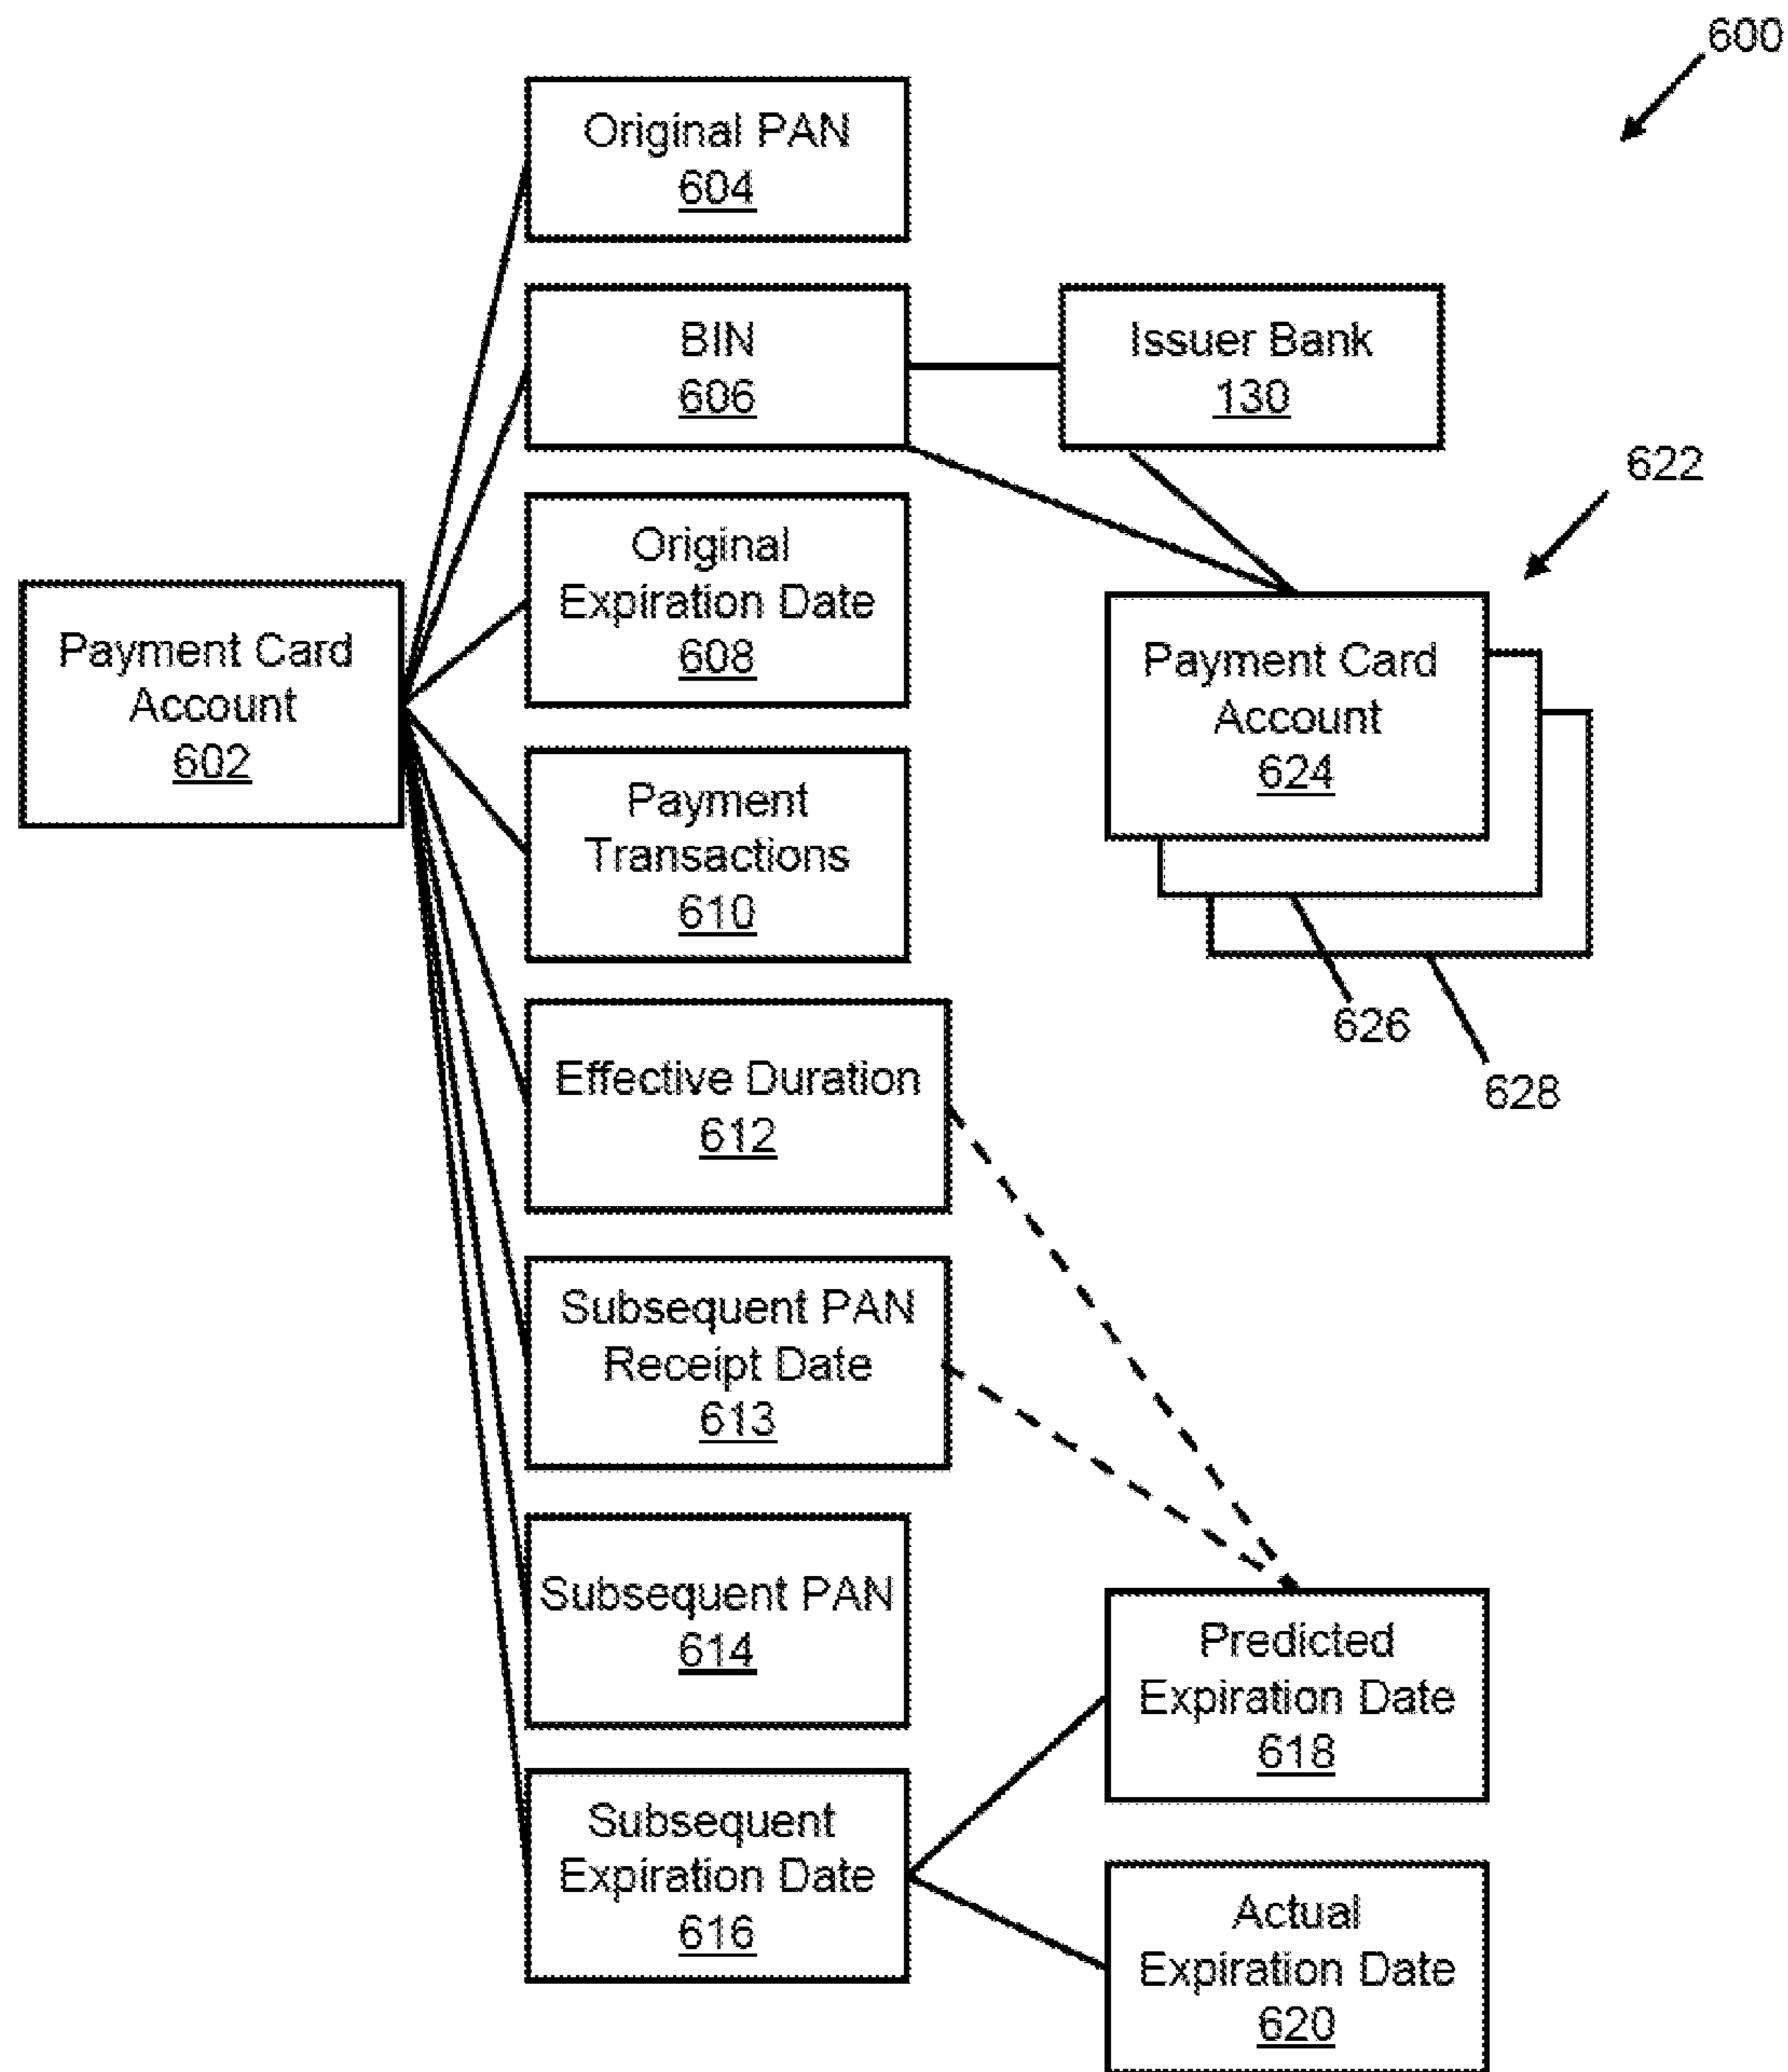 600
Original PAN
604
BIN
606
Issuer Bank
130
622
Original
Expiration Date
608
Payment Card
Account
602
Payment Card
Account
624
Payment
Transactions
610
626
628
Effective Duration
612
Subsequent PAN
Receipt Date
613
Subsequent PAN
614
Predicted
Expiration Date
618
Subsequent
Expiration Date
616
Actual
Expiration Date
620